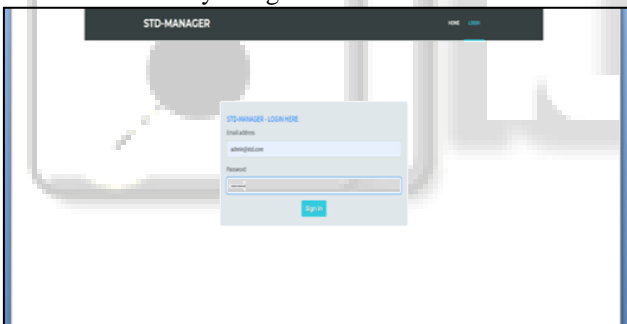 STD-MANAGER
HOME LOGIN
STD-MANAGER - LOGIN HERE
Email address
admin@std.com
Password
Sign in